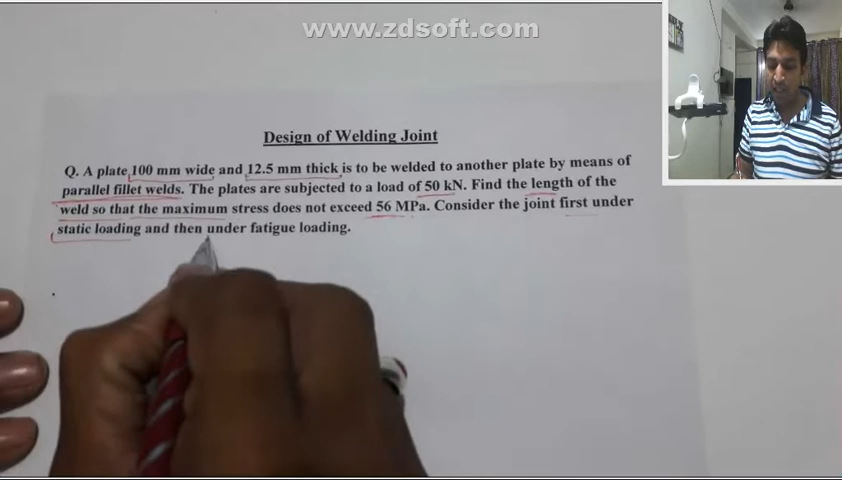 www.zdsoft.com
Design of Welding Joint
Q. A plate 100 mm wide and 12.5 mm thick is to be welded to another plate by means of
parallel fillet welds. The plates are subjected to a load of 50 kN. Find the length of the
weld so that the maximum stress does not exceed 56 MPa. Consider the joint first under
static loading and then under fatigue loading.